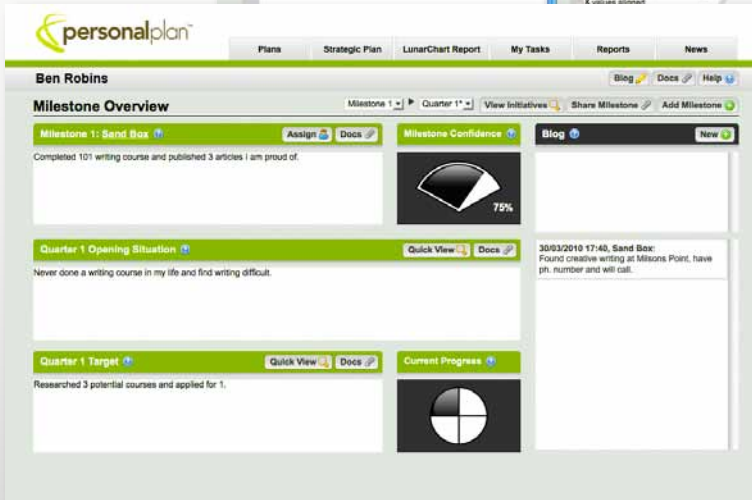 x values aligned
personalplan™
Plans Strategic Plan LunarChart Report My Tasks Reports News
Ben Robins Blog Docs Help
Milestone Overview Milestone 1 Quarter 1* View Initiatives Share Milestone Add Milestone
Milestone 1: Sand Box Assign Docs
Completed 101 writing course and published 3 articles I am proud of.
Milestone Confidence
75%
Blog New
30/03/2010 17:40, Sand Box:
Found creative writing at Milsons Point, have
ph. number and will call.
Quarter 1 Opening Situation Quick View Docs
Never done a writing course in my life and find writing difficult.
Quarter 1 Target Quick View Docs
Researched 3 potential courses and applied for 1.
Current Progress